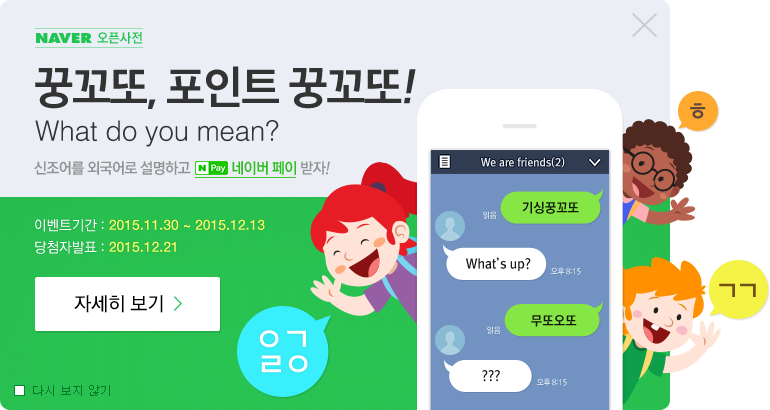 NAVER 오픈사전
꿍꼬또, 포인트 꿍꼬또!
What do you mean?
신조어를 외국어로 설명하고 N Pay 네이버 페이 받자!
이벤트기간 : 2015.11.30 ~ 2015.12.13
당첨자발표 : 2015.12.21
자세히 보기 >
다시 보지 않기
We are friends(2)
읽음 기싱꿍꼬또
What's up? 오후 8:15
읽음 무또오또
??? 오후 8:15
ㅎ
ㄱㄱ
읋ㅇ